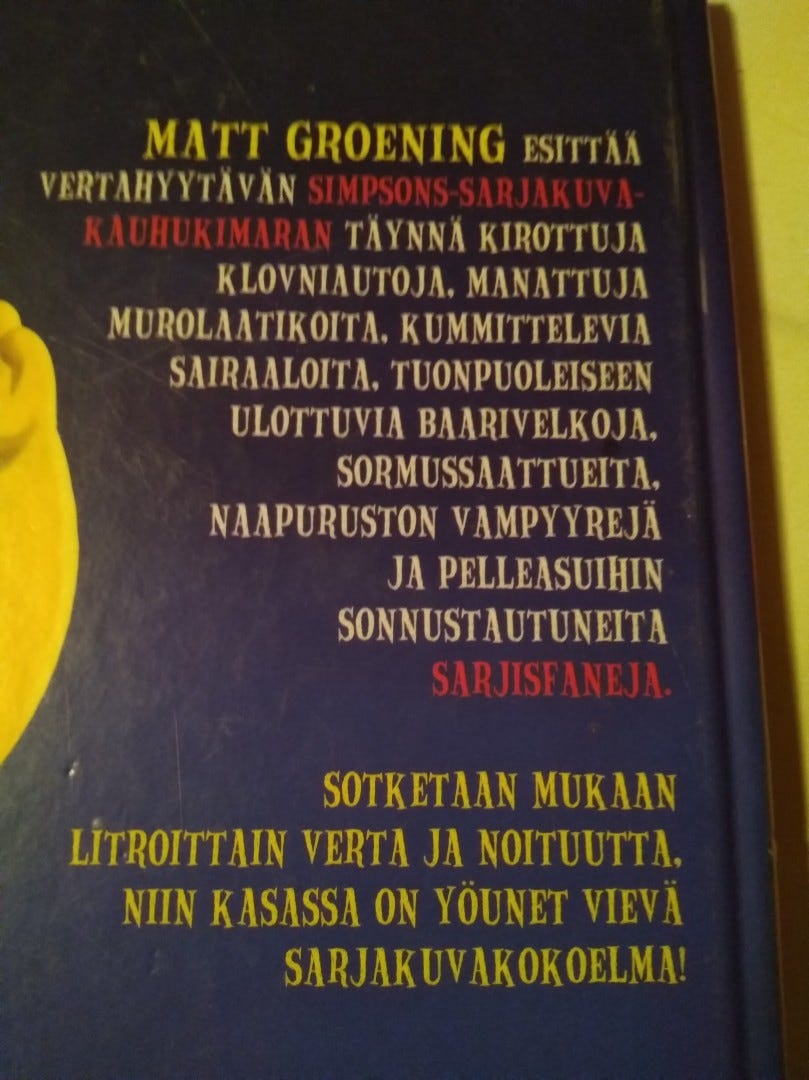 MATT GROENING ESITTÄÄ
VERTAHYYTÄVÄN SIMPSONS-SARJAKUVA-
KAUHUKIMARAN TÄYNNÄ KIROTTUJA
KLOVNIAUTOJA, MANATTUJA
MUROLAATIKOITA, KUMMITTELEVIA
SAIRAALOITA, TUONPUOLEISEEN
ULOTTUVIA BAARIVELKOJA,
SORMUSSAATTUEITA,
NAAPURUSTON VAMPYYREJÄ
JA PELLEASUIHIN
SONNUSTAUTUNEITA
SARJISFANEJA.
SOTKETAAN MUKAAN
LITROITTAIN VERTA JA NOITUUTTA,
NIIN KASASSA ON YÖUNET VIEVÄ
SARJAKUVAKOKOELMA!